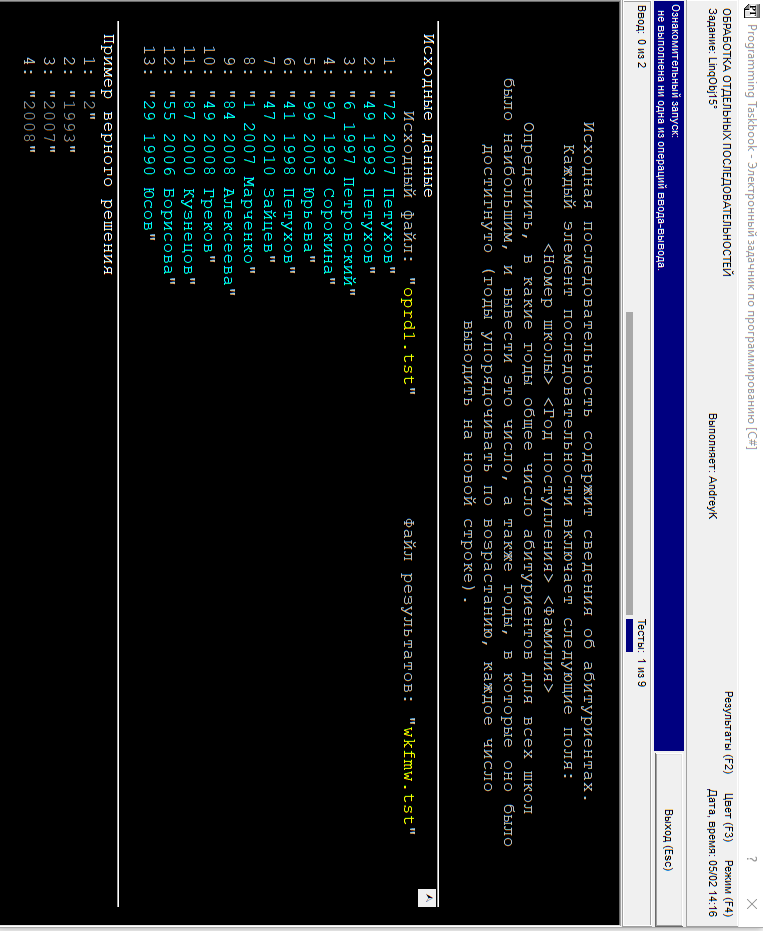 Programming Taskbook - Электронный задачник по программированию [C#]
?
ОБРАБОТКА ОТДЕЛЬНЫХ ПОСЛЕДОВАТЕЛЬНОСТЕЙ
Результаты (F2) Цвет (F3) Режим (F4)
Задание: LinqObj15° Выполняет: AndreyK Дата, время: 05/02 14:16
Ознакомительный запуск:
не выполнена ни одна из операций ввода-вывода.
Выход (Esc)
Ввод: 0 из 2 Тесты: 1 из 9
Исходная последовательность содержит сведения об абитуриентах.
Каждый элемент последовательности включает следующие поля:
<Номер школы> <Год поступления> <Фамилия>
Определить, в какие годы общее число абитуриентов для всех школ
было наибольшим, и вывести это число, а также годы, в которые оно было
достигнуто (годы упорядочивать по возрастанию, каждое число
выводить на новой строке).
Исходные данные
Исходный файл: "oprd1.tst" Файл результатов: "wkfmw.tst"
1: "72 2007 Петухов"
2: "49 1993 Петухов"
3: "6 1997 Петровский"
4: "97 1993 Сорокина"
5: "99 2005 Юрьева"
6: "41 1998 Петухов"
7: "47 2010 Зайцев"
8: "1 2007 Марченко"
9: "84 2008 Алексеева"
10: "49 2008 Греков"
11: "87 2000 Кузнецов"
12: "55 2006 Борисова"
13: "29 1990 Юсов"
Пример верного решения
1: "2"
2: "1993"
3: "2007"
4: "2008"